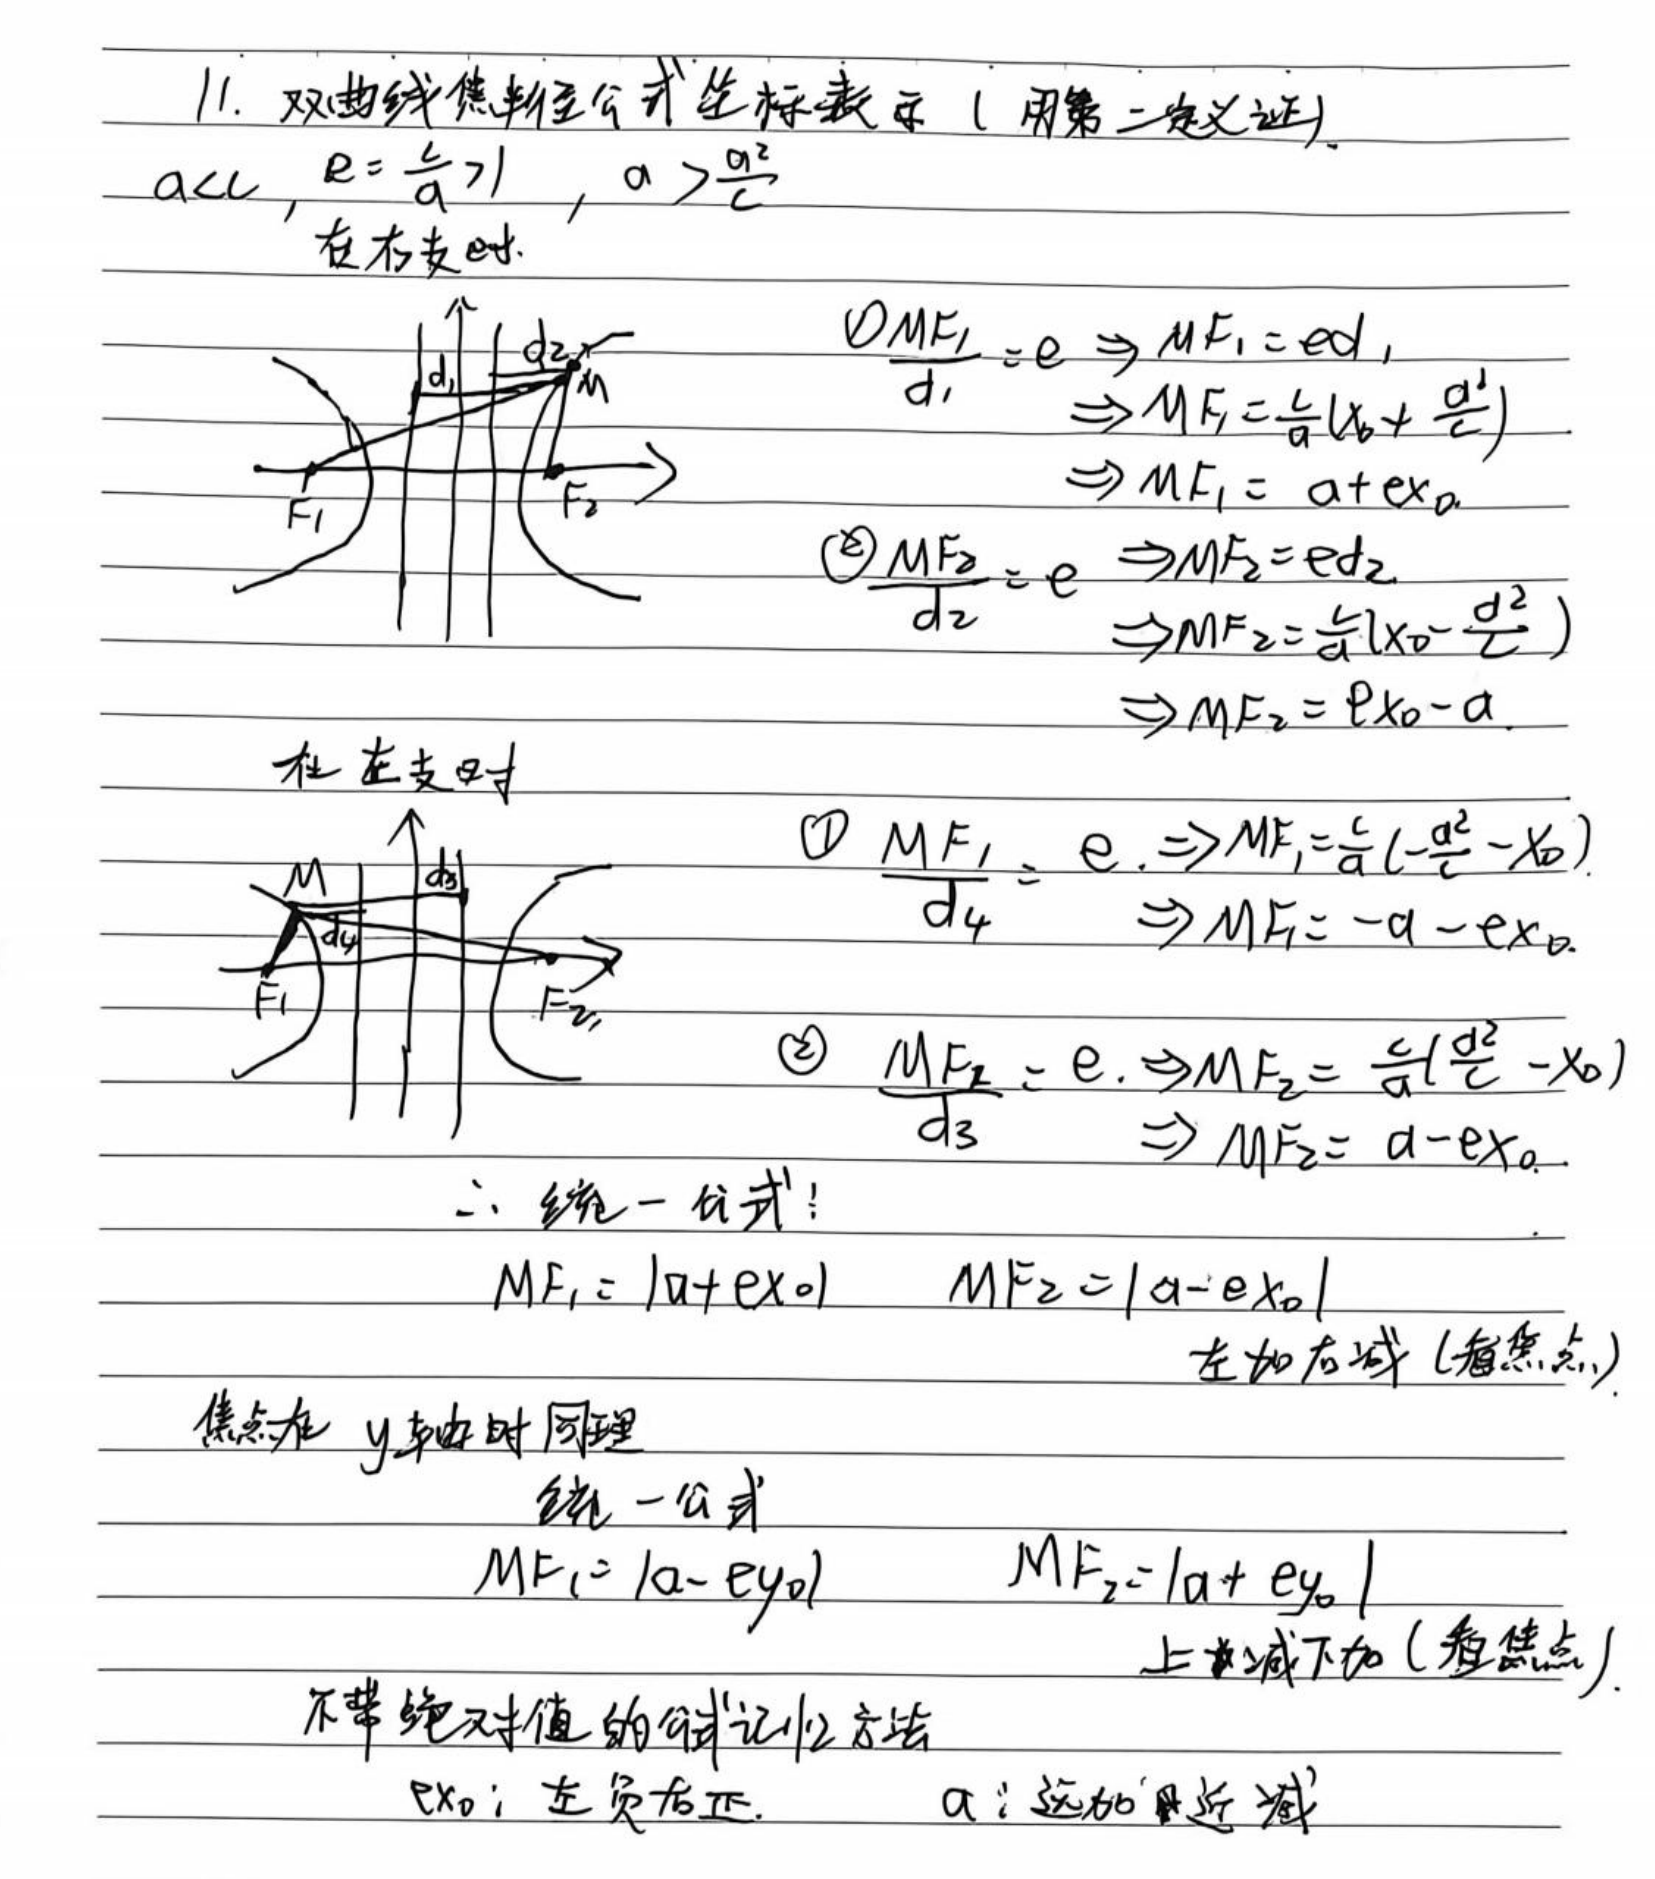 11. 双曲线焦半径公式坐标表示(用第二定义证).
a<c, e=c/a>1, a>a²/c
在右支时.
d₁ d₂ M F₁ F₂
①MF₁/d₁=e ⇒ MF₁=ed₁
⇒ MF₁=c/a(x₀+a²/c)
⇒ MF₁= a+ex₀.
②MF₂/d₂=e ⇒MF₂=ed₂
⇒MF₂=c/a(x₀-a²/c)
⇒MF₂=ex₀-a.
在左支时
M d₃ d₄ F₁ F₂
① MF₁/d₄ = e. ⇒MF₁=c/a(-a²/c-x₀).
⇒MF₁=-a-ex₀.
② MF₂/d₃ = e. ⇒MF₂=c/a(a²/c-x₀)
⇒ MF₂= a-ex₀.
∴ 统一公式:
MF₁=|a+ex₀| MF₂=|a-ex₀|
左加右减(看焦点).
焦点在 y轴时同理
统一公式
MF₁=|a-ey₀| MF₂=|a+ey₀|
上减下加(看焦点).
不带绝对值的公式记忆方法
ex₀: 左负右正. a: 远加近减